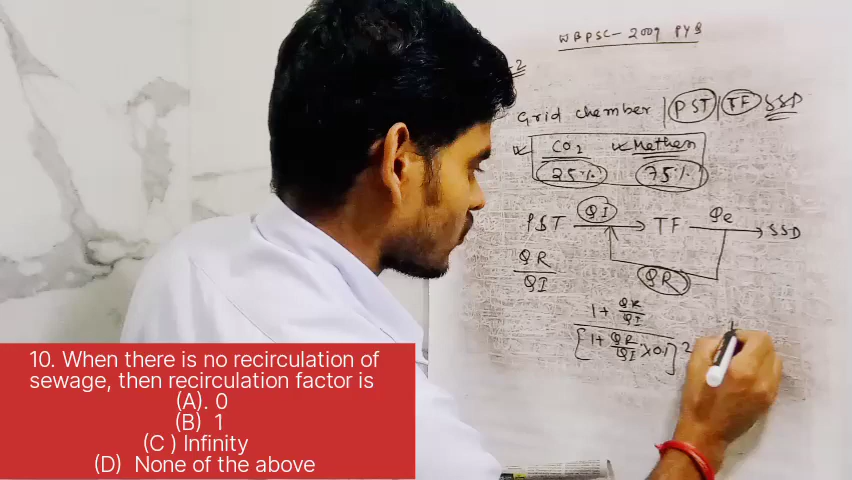 WBPSC - 2009 PYQ
2
Grid chamber | PST | TF SSD
CO2 Methen
25% 75%
PST QI TF Qe SSD
QR
QI
QR
1 + QR
QI
[1 + QR x 0.1] 2
QI
10. When there is no recirculation of
sewage, then recirculation factor is
(A). 0
(B) 1
(C ) Infinity
(D) None of the above